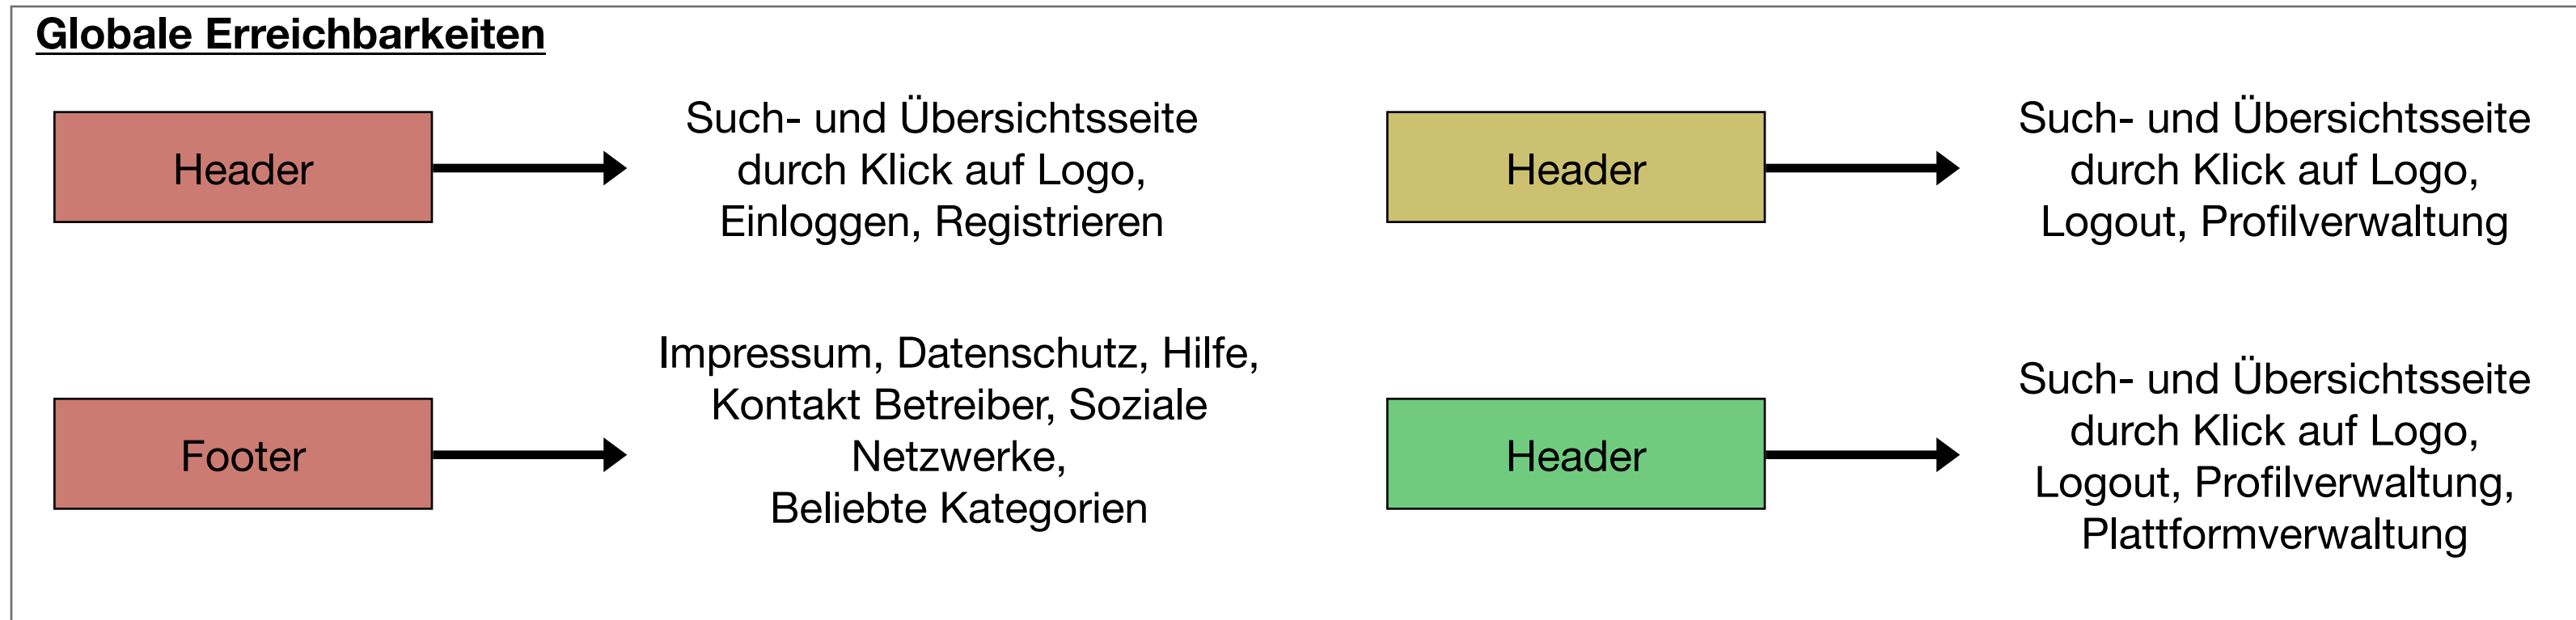 Globale Erreichbarkeiten
Header
Such- und Übersichtsseite
durch Klick auf Logo,
Einloggen, Registrieren
Header
Such- und Übersichtsseite
durch Klick auf Logo,
Logout, Profilverwaltung
Footer
Impressum, Datenschutz, Hilfe,
Kontakt Betreiber, Soziale
Netzwerke,
Beliebte Kategorien
Header
Such- und Übersichtsseite
durch Klick auf Logo,
Logout, Profilverwaltung,
Plattformverwaltung